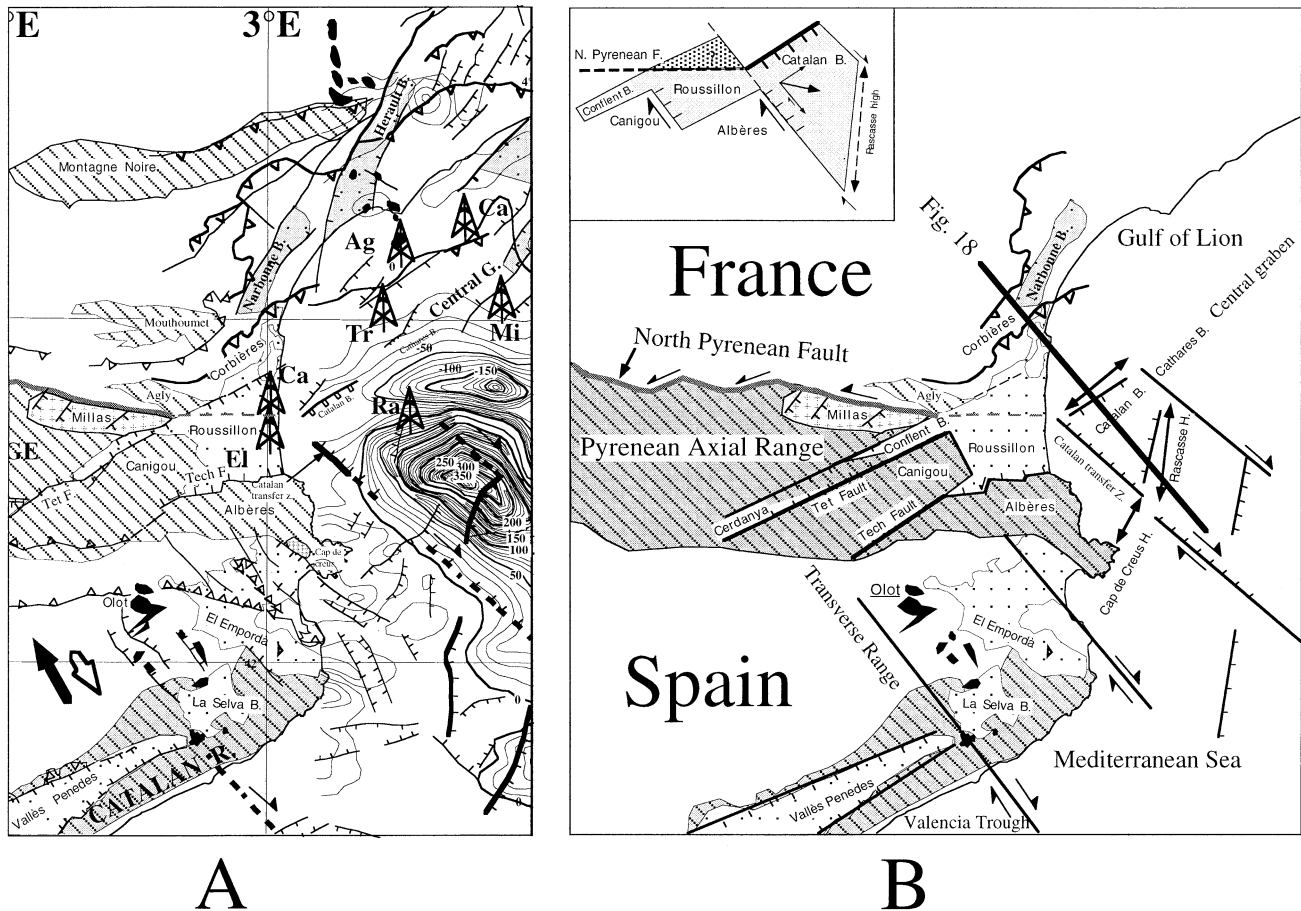 E
3 E
4
Montagne Noire
Herault B.
Ca
Ag
0
Narbonne B.
Central G.
Tr
Mi
Mouthoumet
Cathares B.
-50
-100
-150
Corbières
Ca
Agly
Catalan B.
Ra
Millas
Roussillon
GE
El
Canigou
Tech F.
Tet F.
Catalan
transfer z.
Albères
250
300
350
200
150
100
50
Cap de
creus
Olot
El Empordà
42
La Selva B.
0
CATALAN R.
Vallès Penedes
0
A
N. Pyrenean F.
Catalan B.
Conflent B.
Roussillon
Canigou
Albères
Rascasse high
France
Fig. 18
Gulf of Lion
Narbonne B.
Central graben
Corbières
Cathares B.
North Pyrenean Fault
Agly
Millas
Catalan B.
Pyrenean Axial Range
Conflent B.
Roussillon
Rascasse H.
Canigou
Catalan transfer Z.
Cerdanya
Tet Fault
Tech Fault
Albères
Cap de Creus H.
Transverse Range
Olot
El Empordà
Spain
La Selva B.
Mediterranean Sea
Vallès Penedes
Valencia Trough
B